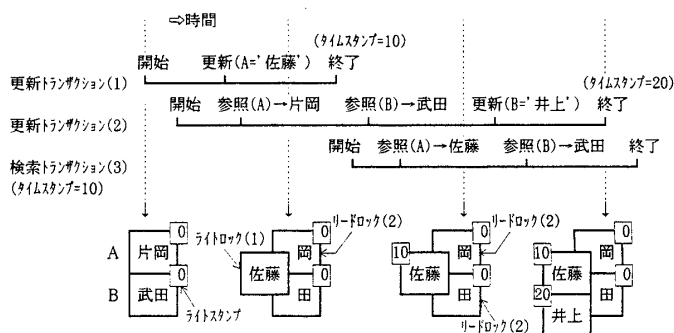 ⇨時間
(タイムスタンプ=10)
開始 更新(A='佐藤') 終了
更新トランザクション(1)
(タイムスタンプ=20)
開始 参照(A)→片岡 参照(B)→武田 更新(B='井上') 終了
更新トランザクション(2)
開始 参照(A)→佐藤 参照(B)→武田 終了
検索トランザクション(3)
(タイムスタンプ=10)
0 ライトロック(1) 0 リードロック(2) 0 リードロック(2) 0
A 片岡 岡 10 岡 10 岡
0 佐藤 0 佐藤 0 佐藤 0
B 武田 田 田 20 田
ライトスタンプ リードロック(2) 井上